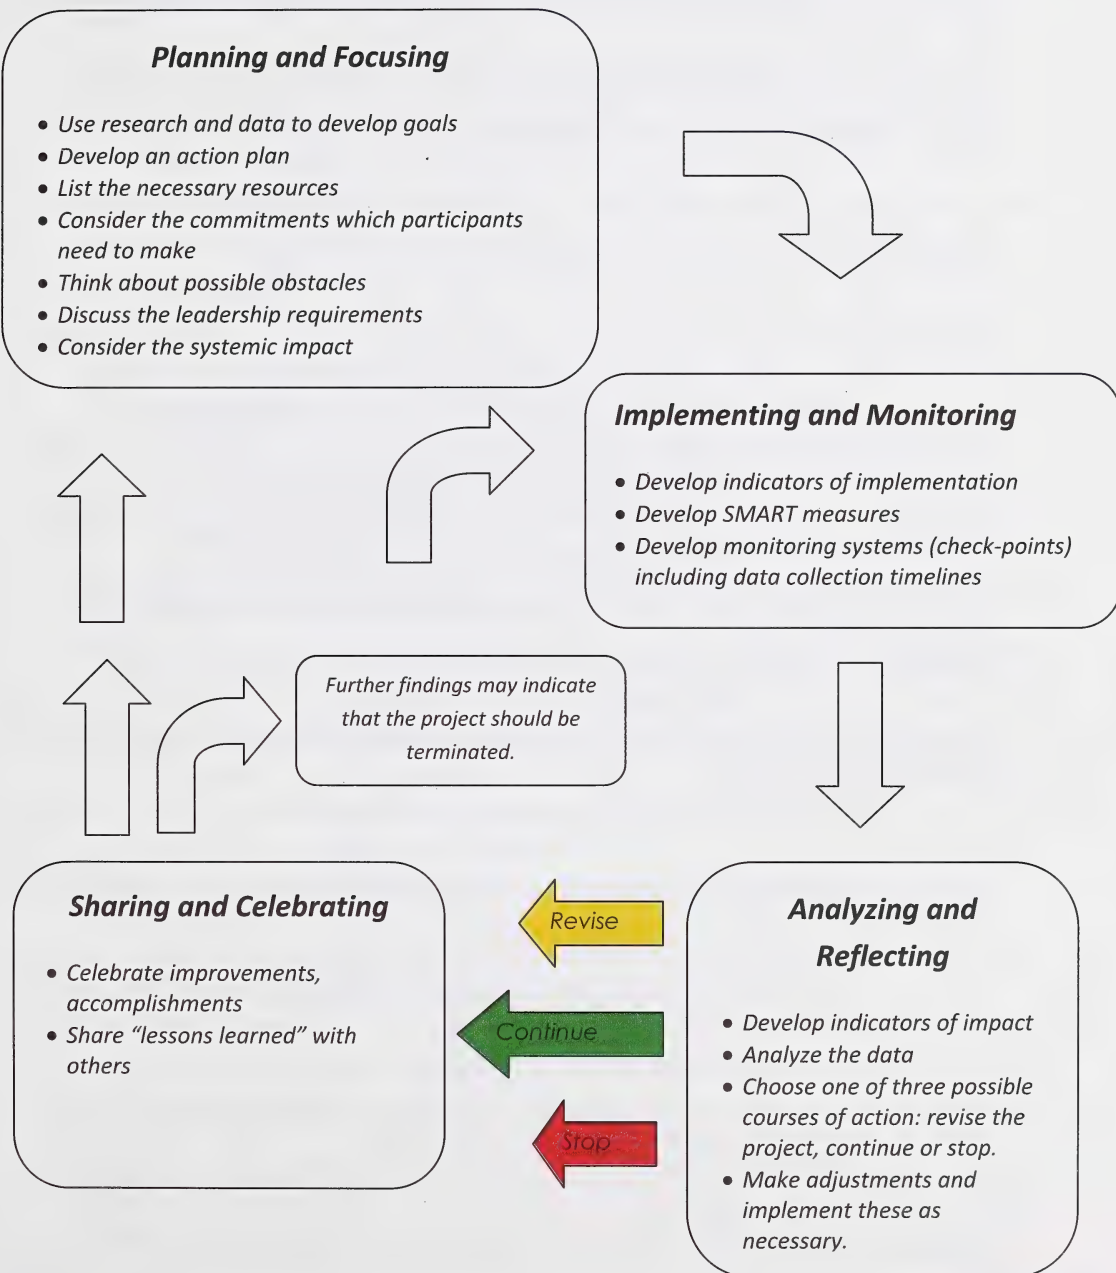 Planning and Focusing
• Use research and data to develop goals
• Develop an action plan
• List the necessary resources
• Consider the commitments which participants
need to make
• Think about possible obstacles
• Discuss the leadership requirements
• Consider the systemic impact
Implementing and Monitoring
• Develop indicators of implementation
• Develop SMART measures
• Develop monitoring systems (check-points)
including data collection timelines
Further findings may indicate
that the project should be
terminated.
Analyzing and
Reflecting
• Develop indicators of impact
• Analyze the data
• Choose one of three possible
courses of action: revise the
project, continue or stop.
• Make adjustments and
implement these as
necessary.
Revise
Continue
Stop
Sharing and Celebrating
• Celebrate improvements,
accomplishments
• Share “lessons learned” with
others